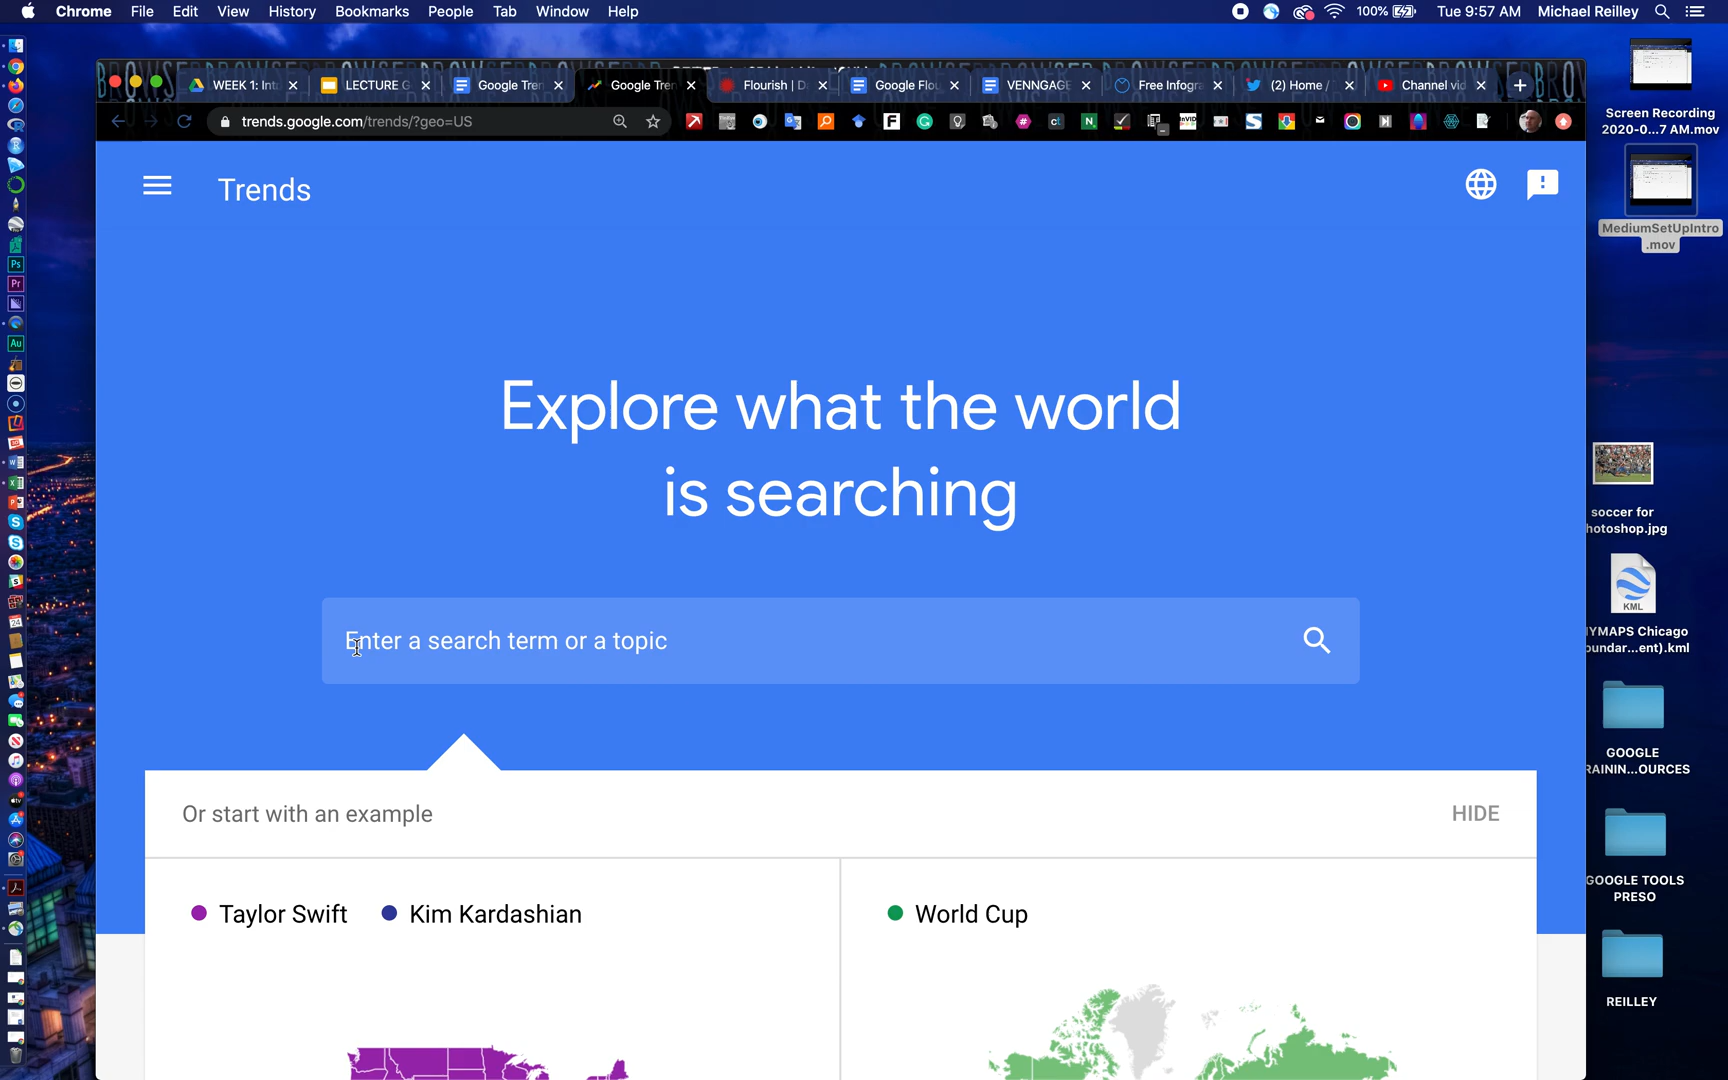 Chrome File Edit View History Bookmarks People Tab Window Help
100% Tue 9:57 AM Michael Reilley
WEEK 1: Int
LECTURE G
Google Tren
Google Tren
Flourish | D
Google Flou
VENNGAGE
Free Infogra
(2) Home /
Channel vid
trends.google.com/trends/?geo=US
Trends
Explore what the world
is searching
Enter a search term or a topic
Or start with an example
HIDE
Taylor Swift
Kim Kardashian
World Cup
Screen Recording
2020-0...7 AM.mov
MediumSetUpIntro
.mov
soccer for
hotoshop.jpg
KML
YMAPS Chicago
oundar...ent).kml
GOOGLE
RAININ...OURCES
GOOGLE TOOLS
PRESO
REILLEY